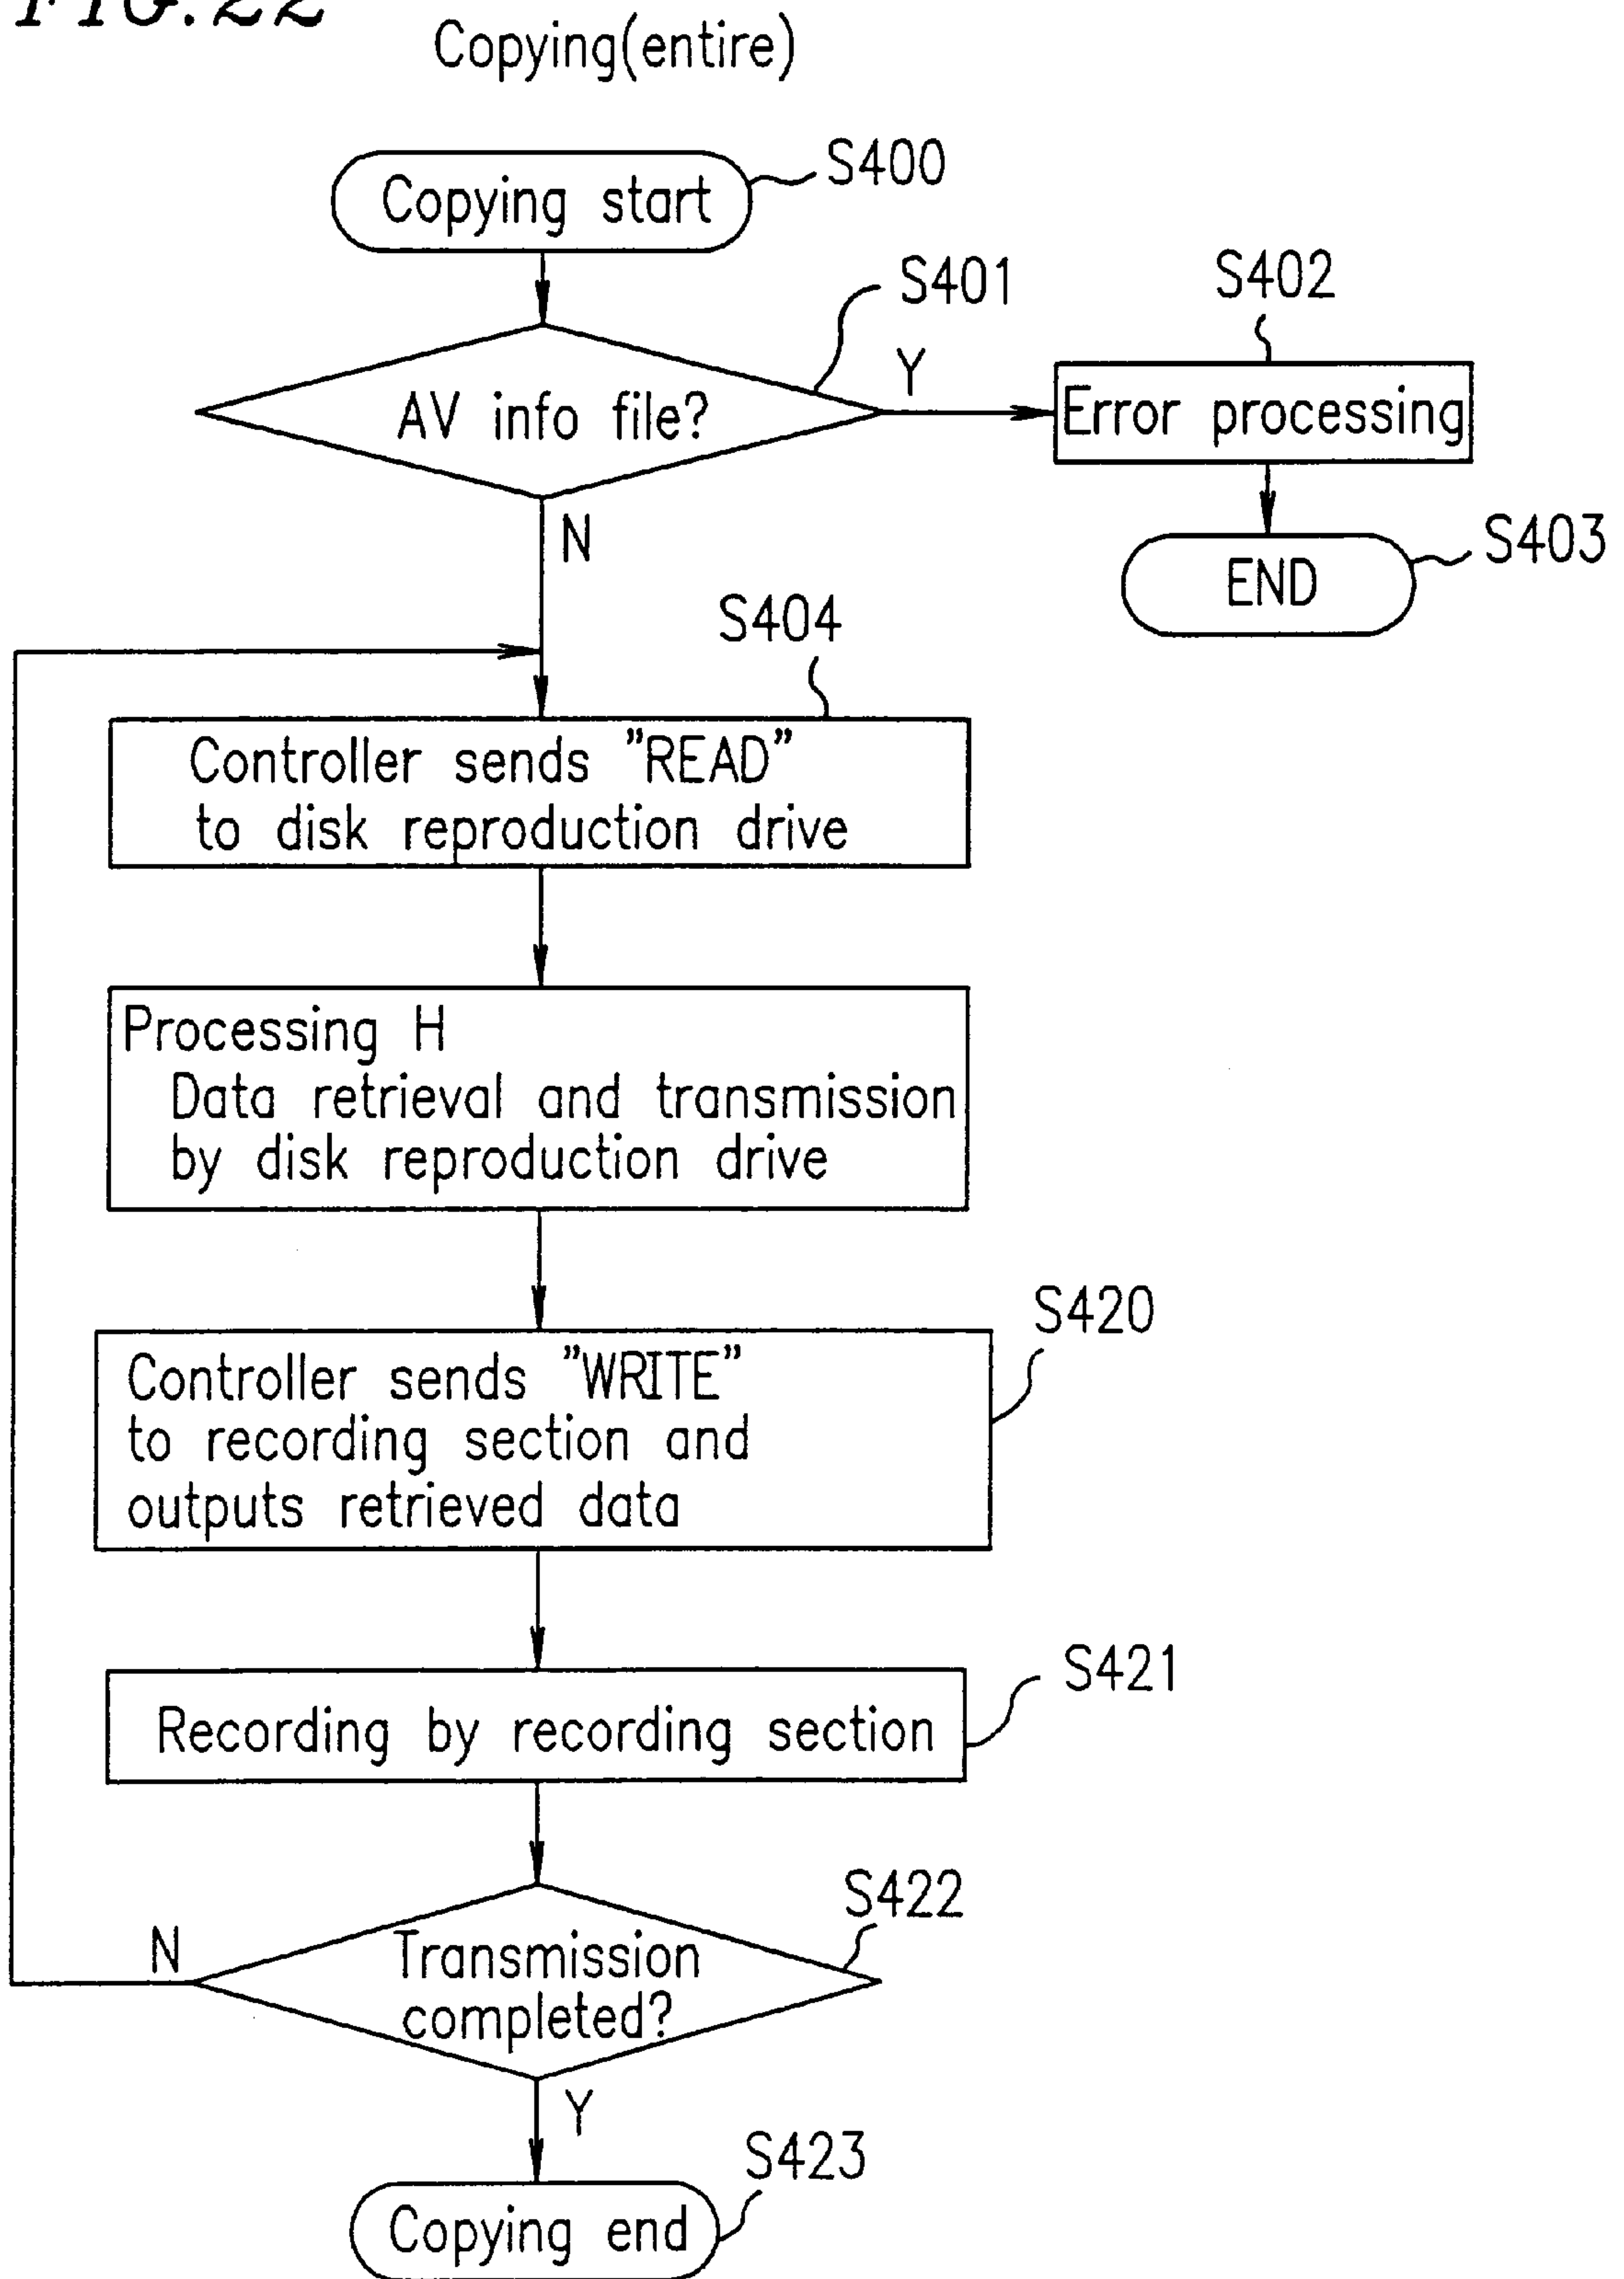 FIG. 22
Copying(entire)
Copying start
S400
S401
S402
AV info file?
Y
Error processing
N
S403
END
S404
Controller sends "READ"
to disk reproduction drive
Processing H
Data retrieval and transmission
by disk reproduction drive
S420
Controller sends "WRITE"
to recording section and
outputs retrieved data
S421
Recording by recording section
S422
N
Transmission
completed?
Y
S423
Copying end